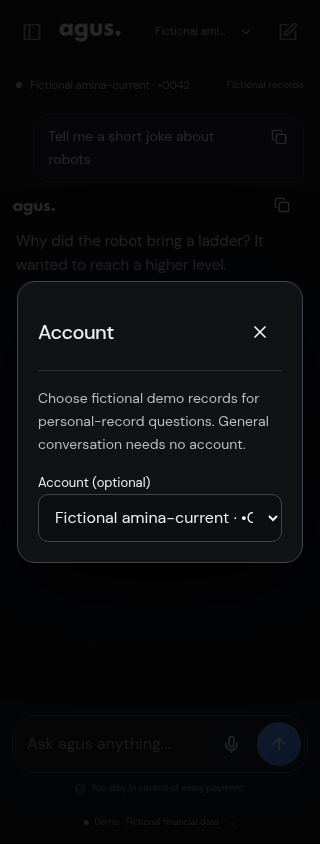 agus.
Fictional ami...
Fictional amina-current · •0042
Fictional records
Tell me a short joke about
robots
agus.
Why did the robot bring a ladder? It
wanted to reach a higher level.
Account
Choose fictional demo records for
personal-record questions. General
conversation needs no account.
Account (optional)
Fictional amina-current · •
Ask agus anything...
You stay in control of every payment.
Demo · Fictional financial data